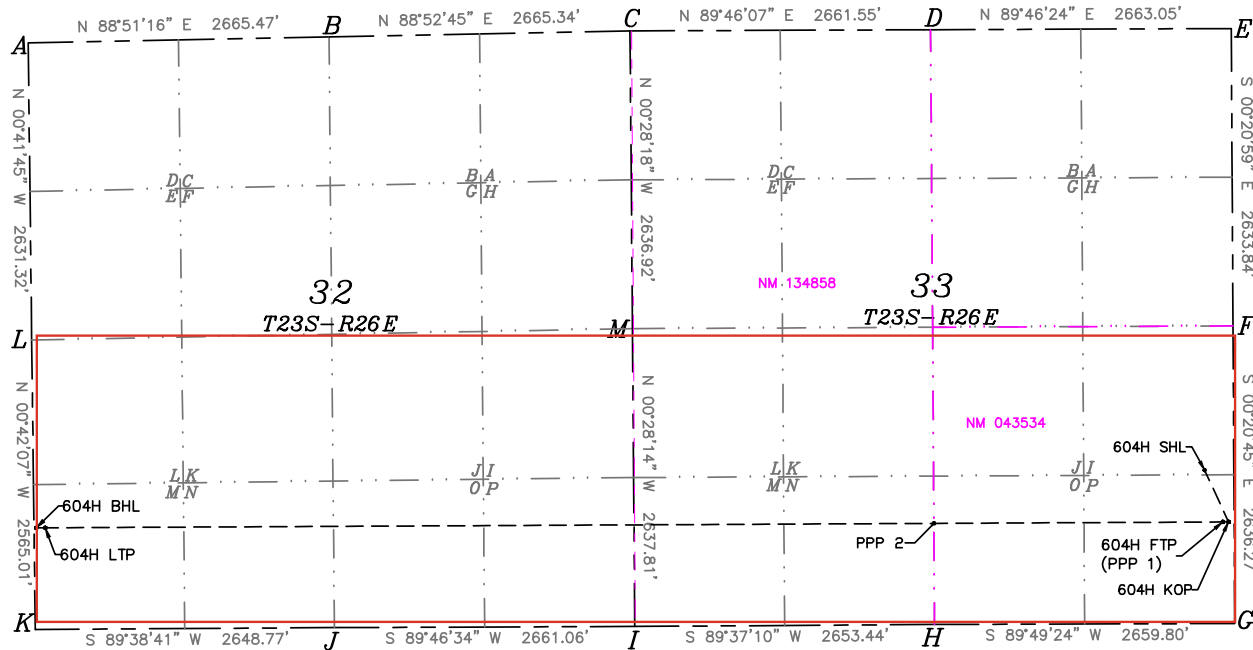 N 88°51'16" E 2665.47'
N 88°52'45" E 2665.34'
N 89°46'07" E 2661.55'
N 89°46'24" E 2663.05'
A
B
C
D
E
N 00°41'45" W 2631.32'
N 00°28'18" W 2636.92'
S 00°20'59" E 2633.84'
D C
E F
B A
G H
D C
E F
B A
G H
NM 134858
32
T23S-R26E
33
T23S-R26E
L
M
F
N 00°42'07" W 2565.01'
N 00°28'14" W 2637.81'
S 00°20'45" E 2636.27'
NM 043534
L K
M N
J I
O P
L K
M N
J I
O P
604H SHL
604H BHL
604H LTP
PPP 2
604H FTP
(PPP 1)
604H KOP
K
J
I
H
G
S 89°38'41" W 2648.77'
S 89°46'34" W 2661.06'
S 89°37'10" W 2653.44'
S 89°49'24" W 2659.80'